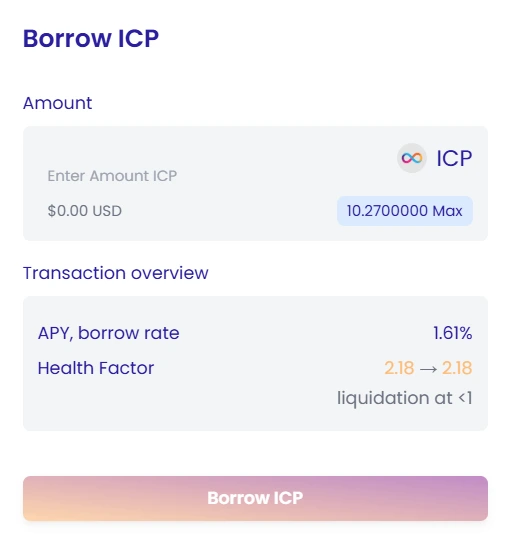 Borrow ICP
Amount
ICP
Enter Amount ICP
$0.00 USD
10.2700000 Max
Transaction overview
APY, borrow rate 1.61%
Health Factor 2.18 → 2.18
liquidation at <1
Borrow ICP